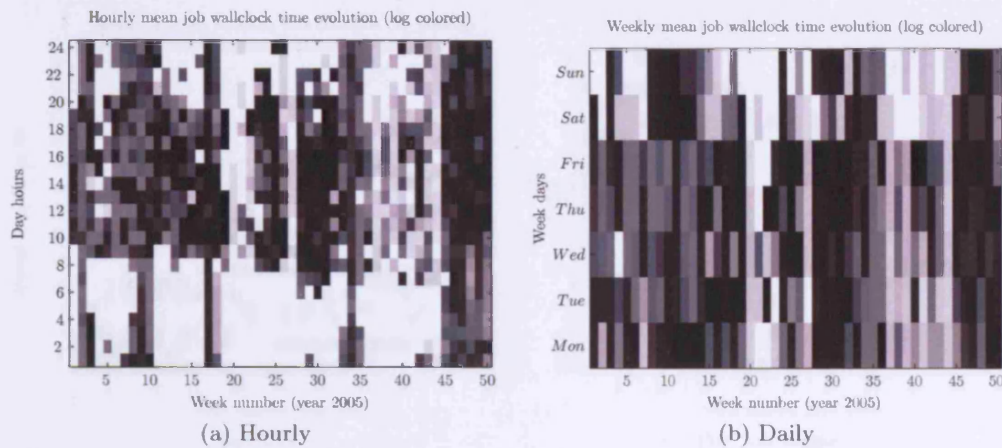 Hourly mean job wallclock time evolution (log colored)
24
22
20
18
16
14
12
10
8
6
4
2
Day hours
5 10 15 20 25 30 35 40 45 50
Week number (year 2005)
(a) Hourly
Weekly mean job wallclock time evolution (log colored)
Sun
Sat
Fri
Thu
Wed
Tue
Mon
Week days
5 10 15 20 25 30 35 40 45 50
Week number (year 2005)
(b) Daily